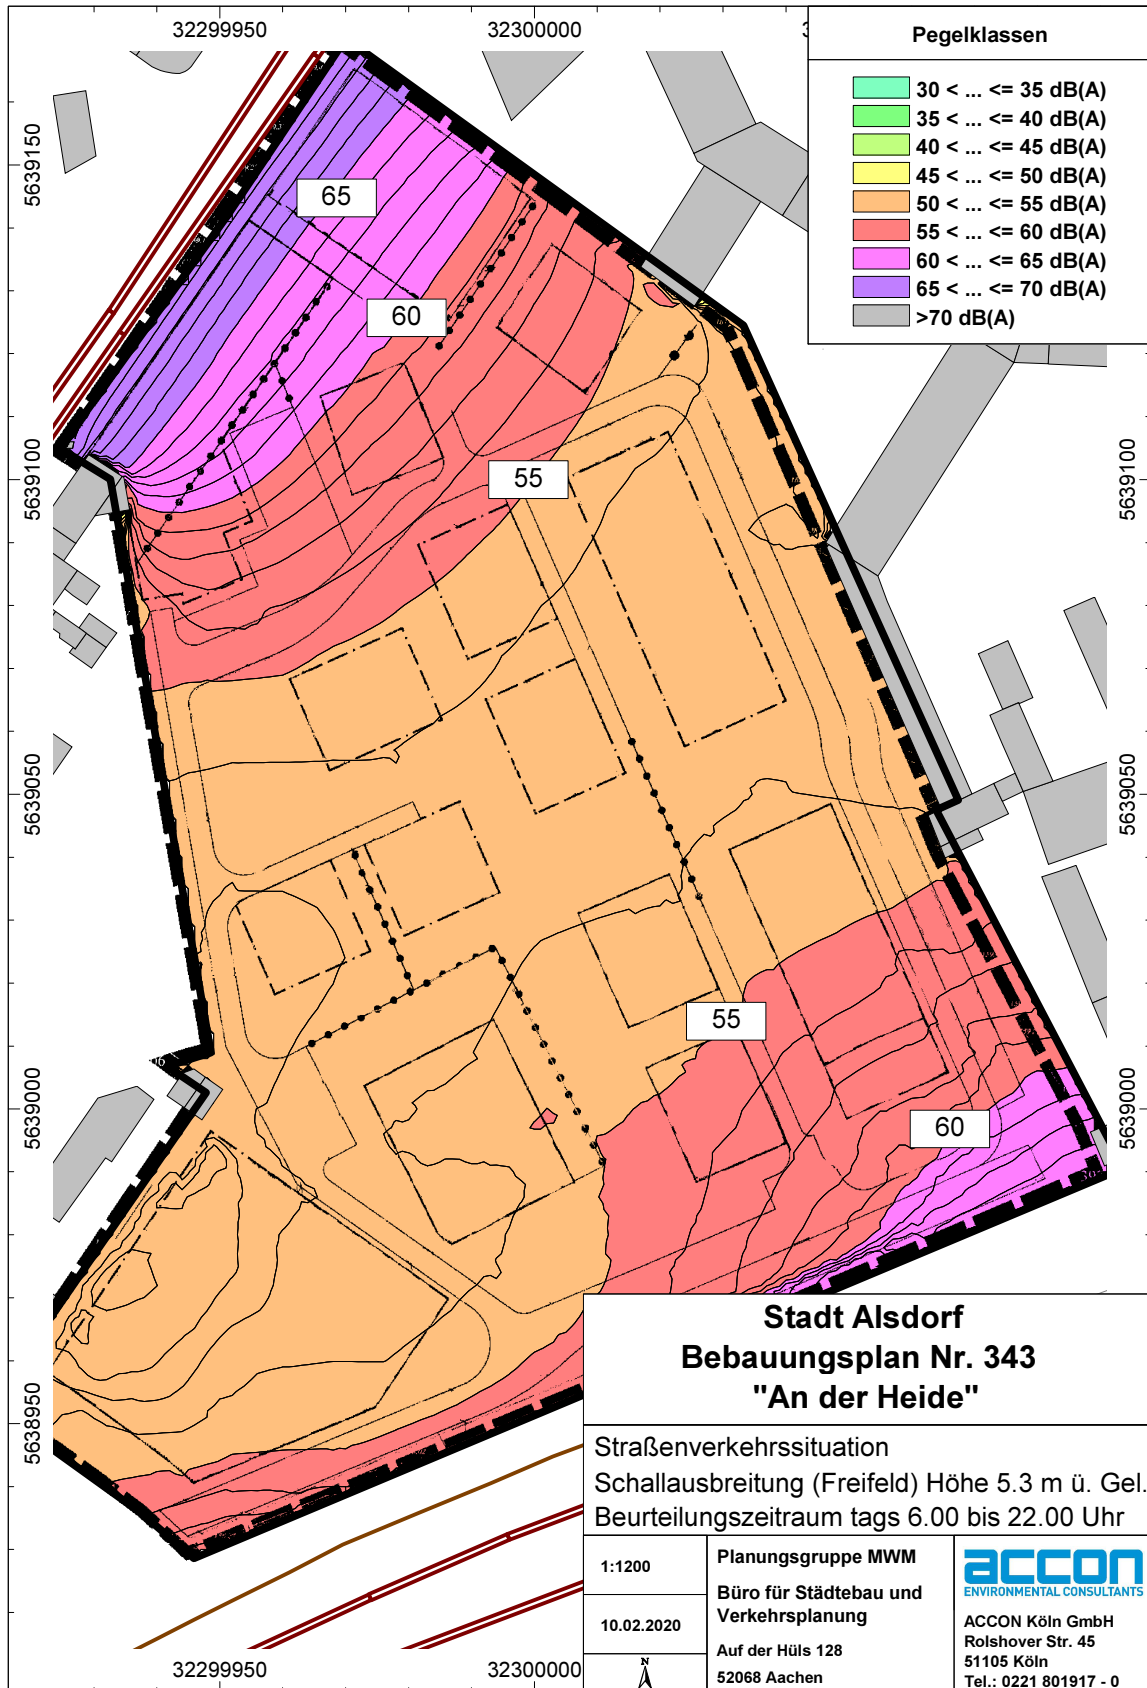 32299950
32300000
Pegelklassen
30 < ... <= 35 dB(A)
35 < ... <= 40 dB(A)
40 < ... <= 45 dB(A)
45 < ... <= 50 dB(A)
50 < ... <= 55 dB(A)
55 < ... <= 60 dB(A)
60 < ... <= 65 dB(A)
65 < ... <= 70 dB(A)
>70 dB(A)
5639150
5639150
65
60
55
5639100
5639100
5639050
5639050
55
60
5639000
5639000
5638950
Stadt Alsdorf
Bebauungsplan Nr. 343
"An der Heide"
Straßenverkehrssituation
Schallausbreitung (Freifeld) Höhe 5.3 m ü. Gel.
Beurteilungszeitraum tags 6.00 bis 22.00 Uhr
1:1200
10.02.2020
N
Planungsgruppe MWM
Büro für Städtebau und
Verkehrsplanung
Auf der Hüls 128
52068 Aachen
accon
ENVIRONMENTAL CONSULTANTS
ACCON Köln GmbH
Rolshover Str. 45
51105 Köln
Tel.: 0221 801917 - 0
32299950
32300000